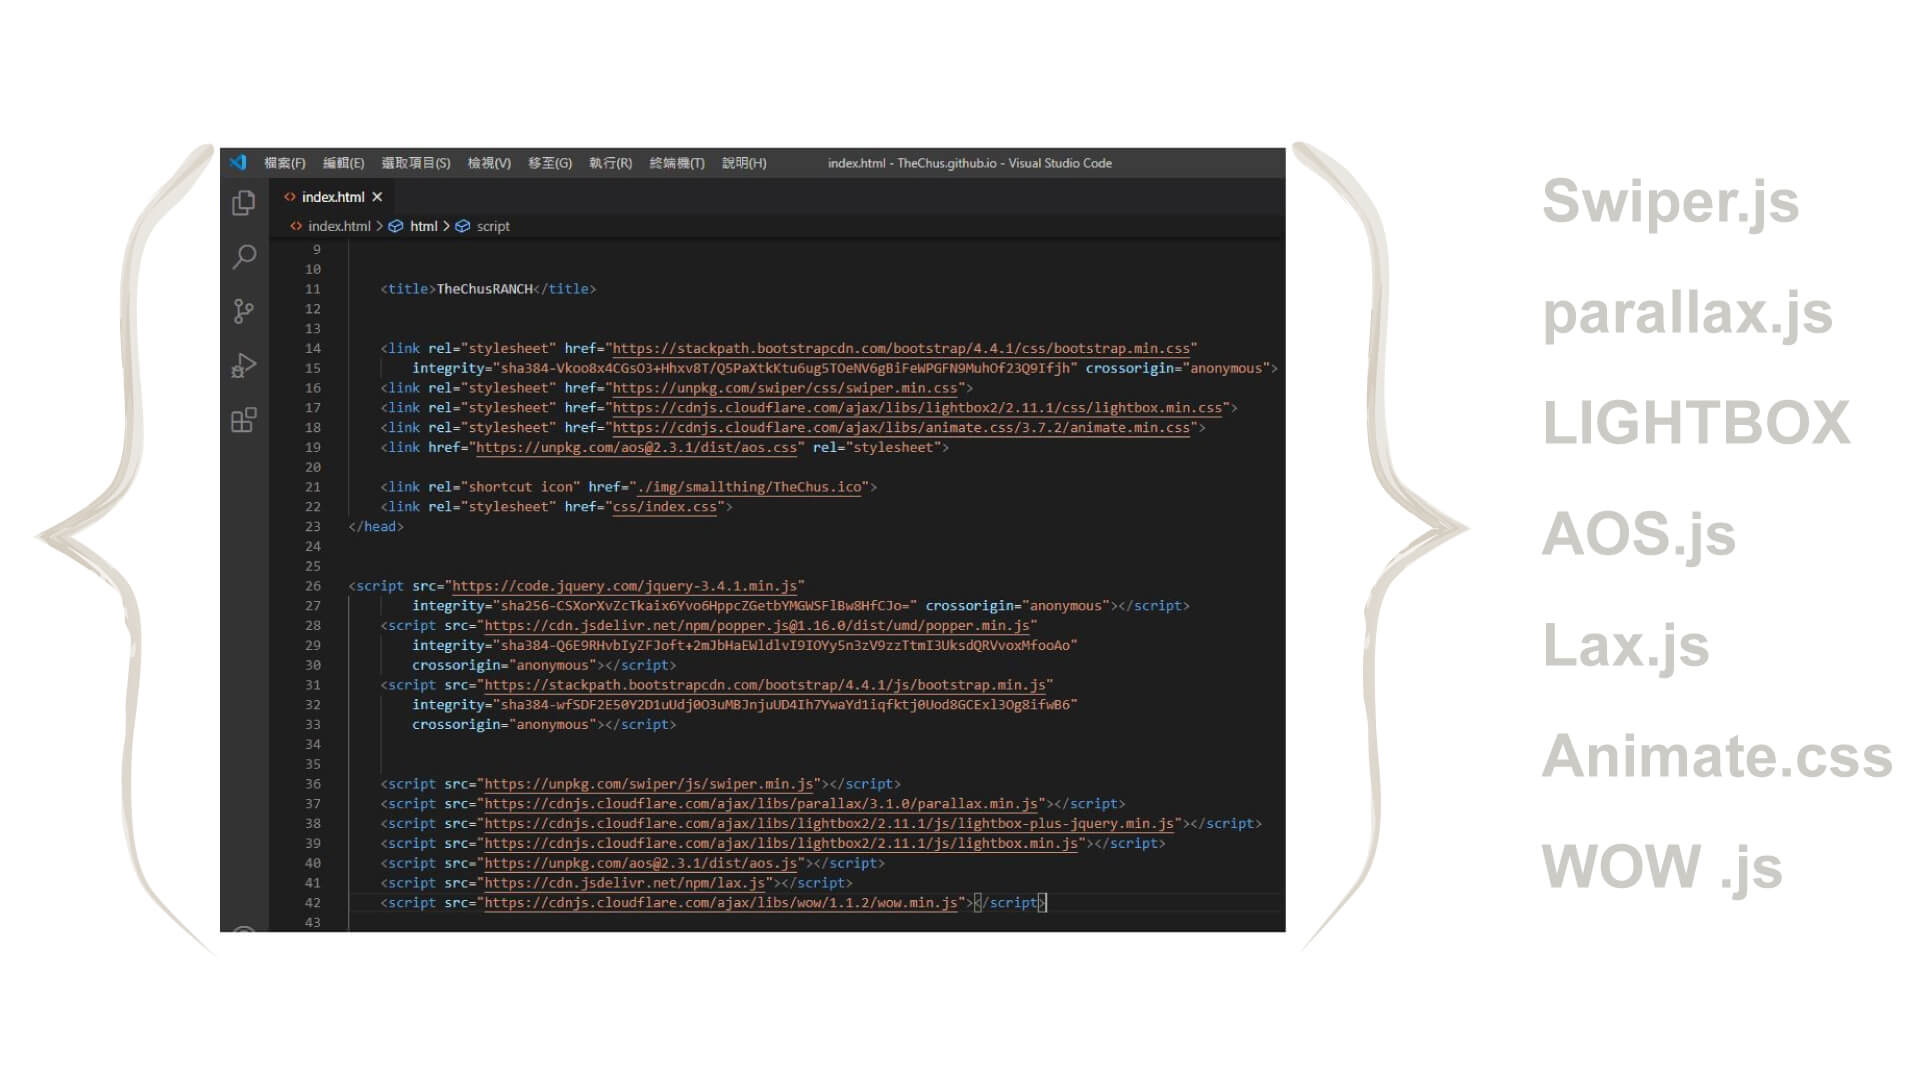 檔案(F) 編輯(E) 選取項目(S) 檢視(V) 移至(G) 執行(R) 終端機(T) 說明(H) index.html - TheChus.github.io - Visual Studio Code
index.html
index.html > html > script
9
10
11 <title>TheChusRANCH</title>
12
13
14 <link rel="stylesheet" href="https://stackpath.bootstrapcdn.com/bootstrap/4.4.1/css/bootstrap.min.css"
15 integrity="sha384-Vkoo8x4CGsO3+Hhxv8T/Q5PaXtkKtu6ug5TOeNV6gBiFeWPGFN9MuhOf23Q9Ifjh" crossorigin="anonymous">
16 <link rel="stylesheet" href="https://unpkg.com/swiper/css/swiper.min.css">
17 <link rel="stylesheet" href="https://cdnjs.cloudflare.com/ajax/libs/lightbox2/2.11.1/css/lightbox.min.css">
18 <link rel="stylesheet" href="https://cdnjs.cloudflare.com/ajax/libs/animate.css/3.7.2/animate.min.css">
19 <link href="https://unpkg.com/aos@2.3.1/dist/aos.css" rel="stylesheet">
20
21 <link rel="shortcut icon" href="./img/smallthing/TheChus.ico">
22 <link rel="stylesheet" href="css/index.css">
23 </head>
24
25
26 <script src="https://code.jquery.com/jquery-3.4.1.min.js"
27 integrity="sha256-CSXorXvZcTkaix6Yvo6HppcZGetbYMGWSFlBw8HfCJo=" crossorigin="anonymous"></script>
28 <script src="https://cdn.jsdelivr.net/npm/popper.js@1.16.0/dist/umd/popper.min.js"
29 integrity="sha384-Q6E9RHvbIyZFJoft+2mJbHaEWldlvI9IOYy5n3zV9zzTtmI3UksdQRVvoxMfooAo"
30 crossorigin="anonymous"></script>
31 <script src="https://stackpath.bootstrapcdn.com/bootstrap/4.4.1/js/bootstrap.min.js"
32 integrity="sha384-wfSDF2E50Y2D1uUdj0O3uMBJnjuUD4Ih7YwaYd1iqfktj0Uod8GCExl3Og8ifwB6"
33 crossorigin="anonymous"></script>
34
35
36 <script src="https://unpkg.com/swiper/js/swiper.min.js"></script>
37 <script src="https://cdnjs.cloudflare.com/ajax/libs/parallax/3.1.0/parallax.min.js"></script>
38 <script src="https://cdnjs.cloudflare.com/ajax/libs/lightbox2/2.11.1/js/lightbox-plus-jquery.min.js"></script>
39 <script src="https://cdnjs.cloudflare.com/ajax/libs/lightbox2/2.11.1/js/lightbox.min.js"></script>
40 <script src="https://unpkg.com/aos@2.3.1/dist/aos.js"></script>
41 <script src="https://cdn.jsdelivr.net/npm/lax.js"></script>
42 <script src="https://cdnjs.cloudflare.com/ajax/libs/wow/1.1.2/wow.min.js"></script>
43
Swiper.js
parallax.js
LIGHTBOX
AOS.js
Lax.js
Animate.css
WOW .js